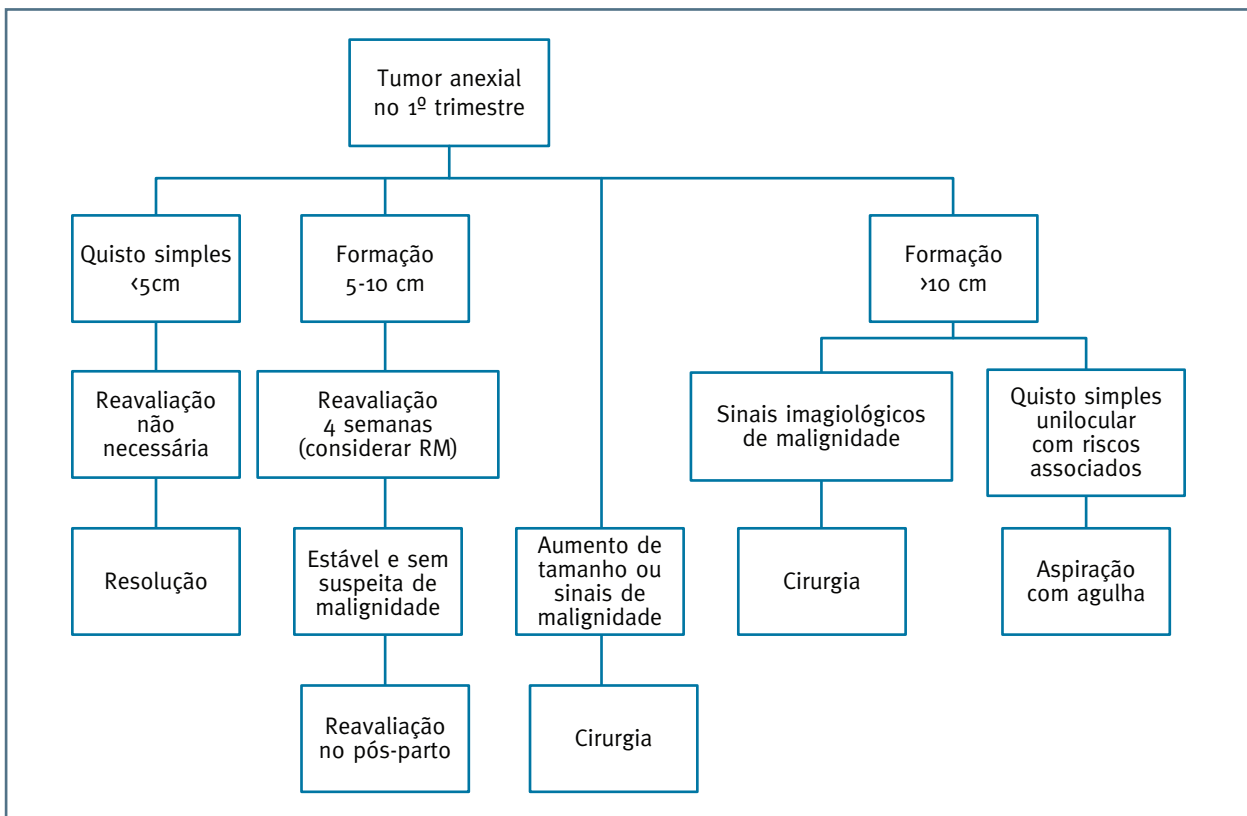 Tumor anexial
no 1º trimestre
Quisto simples
<5cm
Formação
5-10 cm
Formação
>10 cm
Reavaliação
não
necessária
Reavaliação
4 semanas
(considerar RM)
Sinais imagiológicos
de malignidade
Quisto simples
unilocular
com riscos
associados
Resolução
Estável e sem
suspeita de
malignidade
Aumento de
tamanho ou
sinais de
malignidade
Cirurgia
Aspiração
com agulha
Reavaliação
no pós-parto
Cirurgia